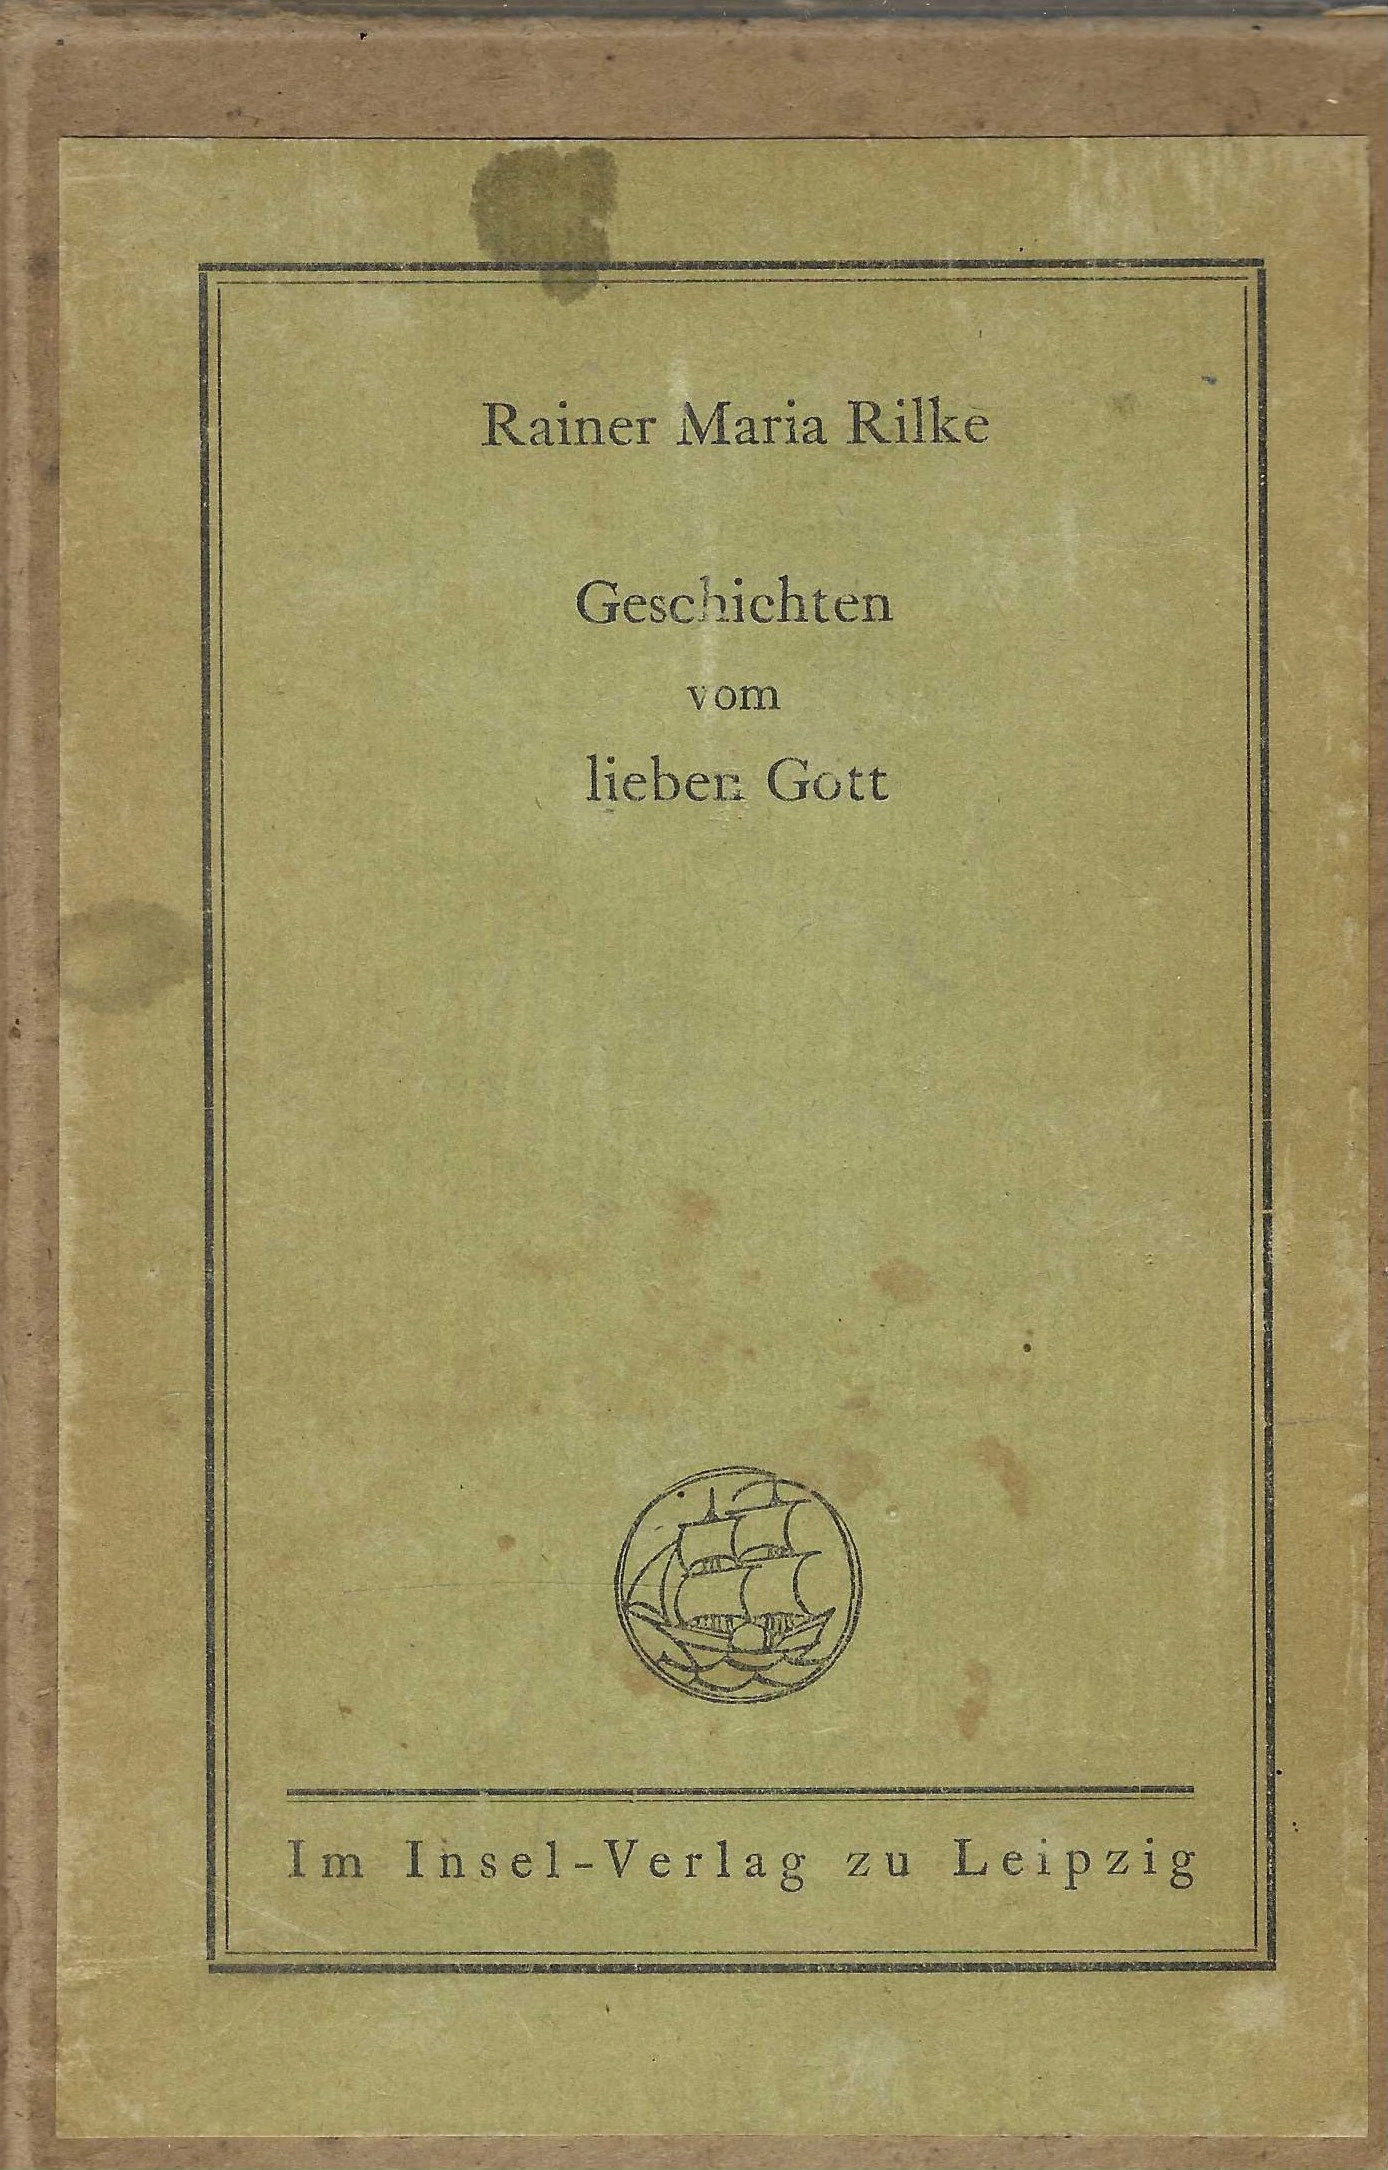 Rainer Maria Rilke
Geschichten
vom
lieben Gott
Im Insel-Verlag zu Leipzig